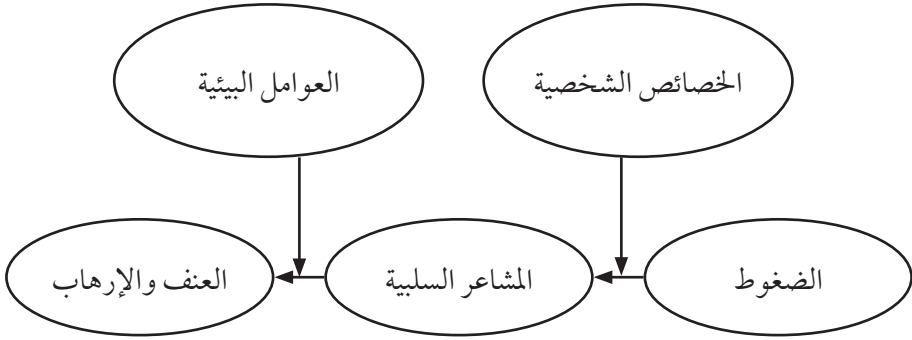 الخصائص الشخصية
العوامل البيئية
الضغوط
المشاعر السلبية
العنف والإرهاب